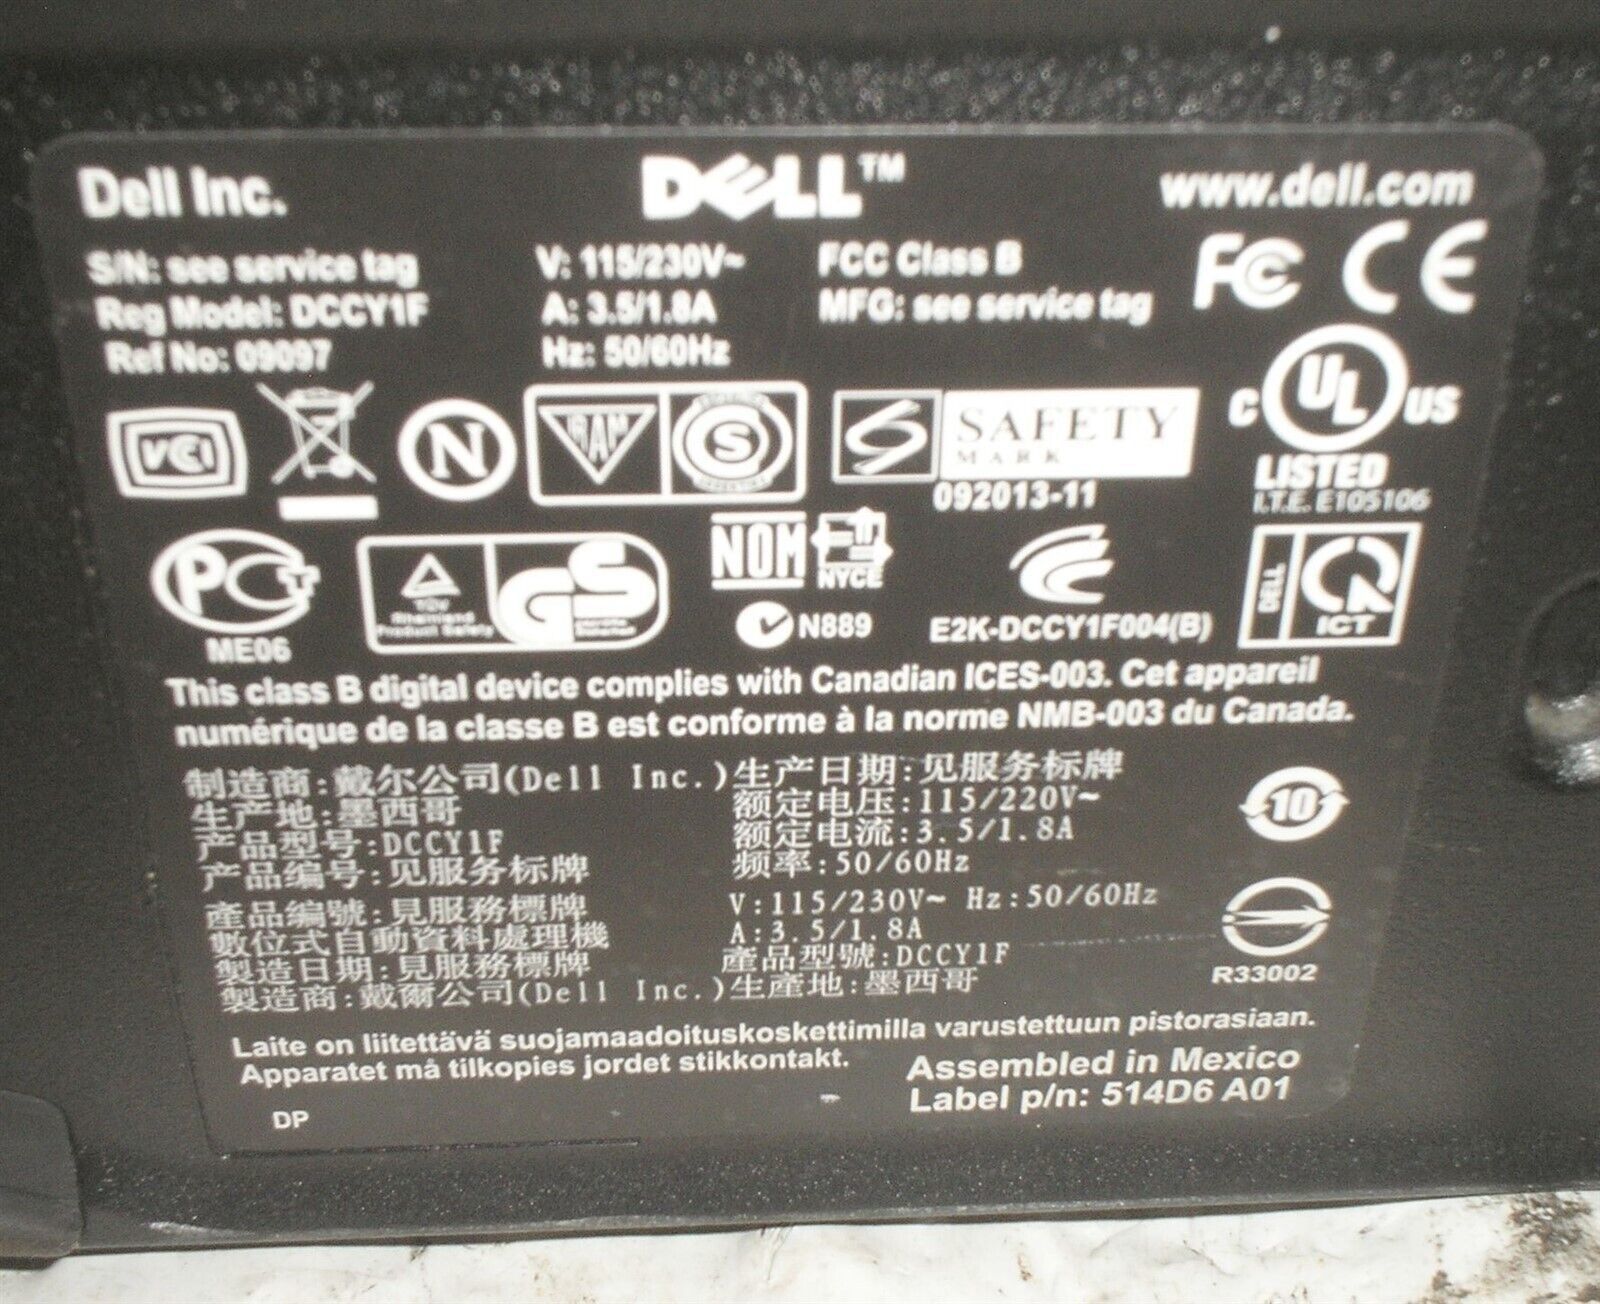 Dell Inc.
DELL™
www.dell.com
S/N: see service tag
V: 115/230V~
FCC Class B
Reg Model: DCCY1F
A: 3.5/1.8A
MFG: see service tag
Ref No: 09097
Hz: 50/60Hz
FC CE
VCI
N
IRAM
S
SAFETY
MARK
092013-11
C UL US
LISTED
I.T.E. E105106
PCT
ME06
TÜV
Rheinland
Product Safety
GS
NOM
NYCE
N889
E2K-DCCY1F004(B)
DELL
ICT
This class B digital device complies with Canadian ICES-003. Cet appareil
numérique de la classe B est conforme à la norme NMB-003 du Canada.
制造商:戴尔公司(Dell Inc.)生产日期:见服务标牌
生产地:墨西哥
额定电压:115/220V~
产品型号:DCCY1F
额定电流:3.5/1.8A
产品编号:见服务标牌
频率:50/60Hz
10
產品編號:見服務標牌
V:115/230V~ Hz:50/60Hz
數位式自動資料處理機
A:3.5/1.8A
製造日期:見服務標牌
產品型號:DCCY1F
製造商:戴爾公司(Dell Inc.)生產地:墨西哥
R33002
Laite on liitettävä suojamaadoituskoskettimilla varustettuun pistorasiaan.
Apparatet må tilkopies jordet stikkontakt.
Assembled in Mexico
Label p/n: 514D6 A01
DP